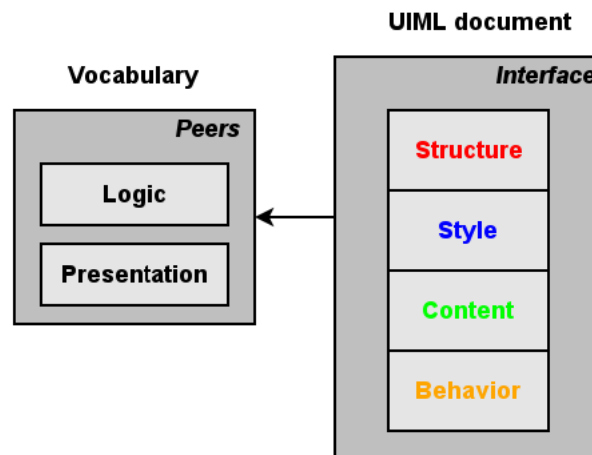 UIML document
Vocabulary
Interface
Peers
Structure
Logic
Style
Presentation
Content
Behavior